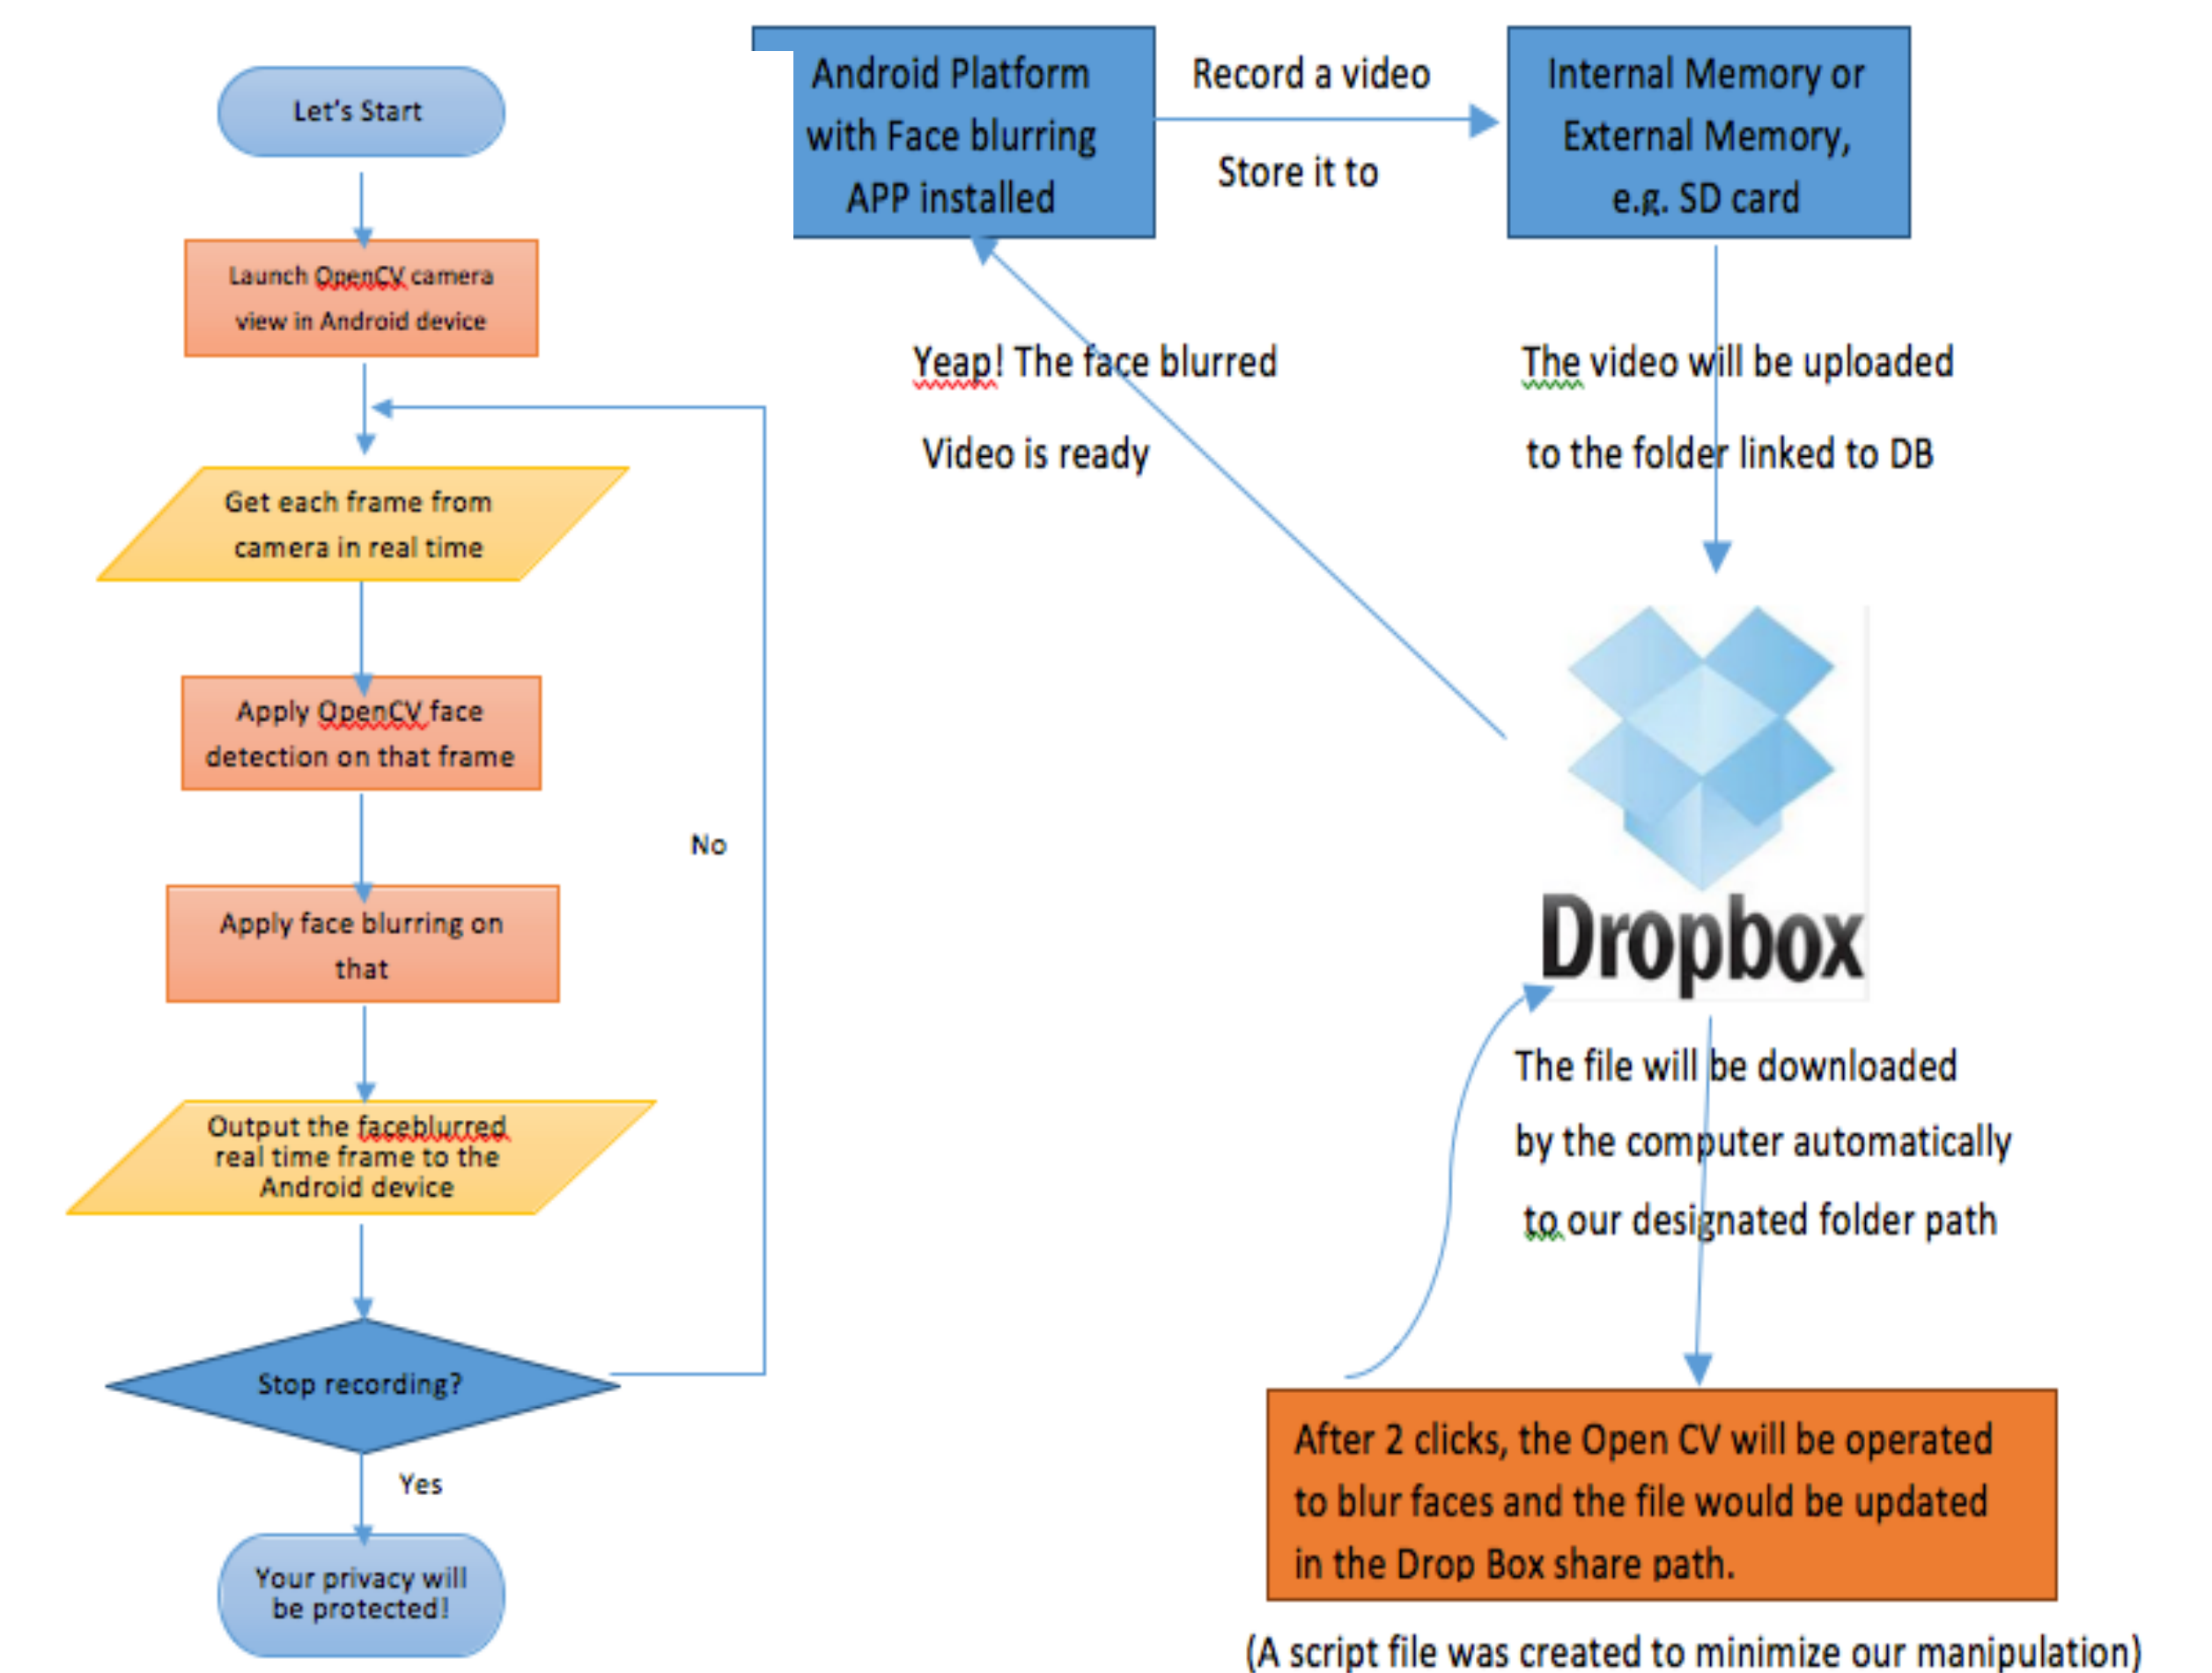 Let's Start
Launch OpenCV camera
view in Android device
Get each frame from
camera in real time
Apply OpenCV face
detection on that frame
Apply face blurring on
that
Output the faceblurred
real time frame to the
Android device
Stop recording?
No
Yes
Your privacy will
be protected!
Android Platform
with Face blurring
APP installed
Record a video
Store it to
Internal Memory or
External Memory,
e.g. SD card
The video will be uploaded
to the folder linked to DB
Yeap! The face blurred
Video is ready
Dropbox
The file will be downloaded
by the computer automatically
to our designated folder path
After 2 clicks, the Open CV will be operated
to blur faces and the file would be updated
in the Drop Box share path.
(A script file was created to minimize our manipulation)